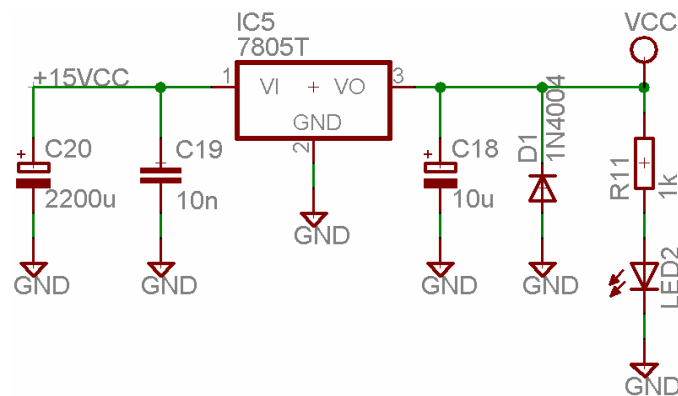 IC5
7805T
VCC
+15VCC
1
VI
+
VO
3
GND
2
+
C20
2200u
C19
10n
+
C18
10u
D1
1N4004
R11
1k
GND
LED2
GND
GND
GND
GND
GND